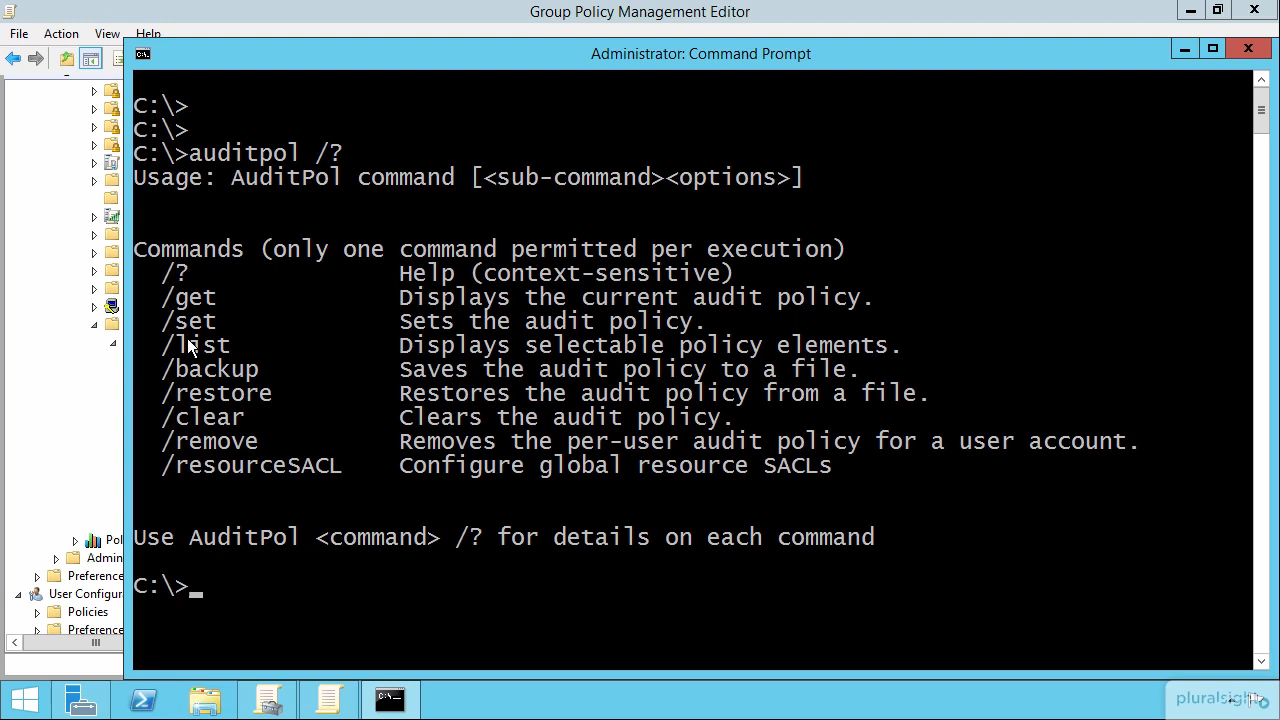 Group Policy Management Editor
File Action View Help
Administrator: Command Prompt
C:\>
C:\>
C:\>auditpol /?
Usage: AuditPol command [<sub-command><options>]
Commands (only one command permitted per execution)
/? Help (context-sensitive)
/get Displays the current audit policy.
/set Sets the audit policy.
/list Displays selectable policy elements.
/backup Saves the audit policy to a file.
/restore Restores the audit policy from a file.
/clear Clears the audit policy.
/remove Removes the per-user audit policy for a user account.
/resourceSACL Configure global resource SACLs
Use AuditPol <command> /? for details on each command
C:\>_
Pol
Admin
Preference
User Configur
Policies
Preference
pluralsight